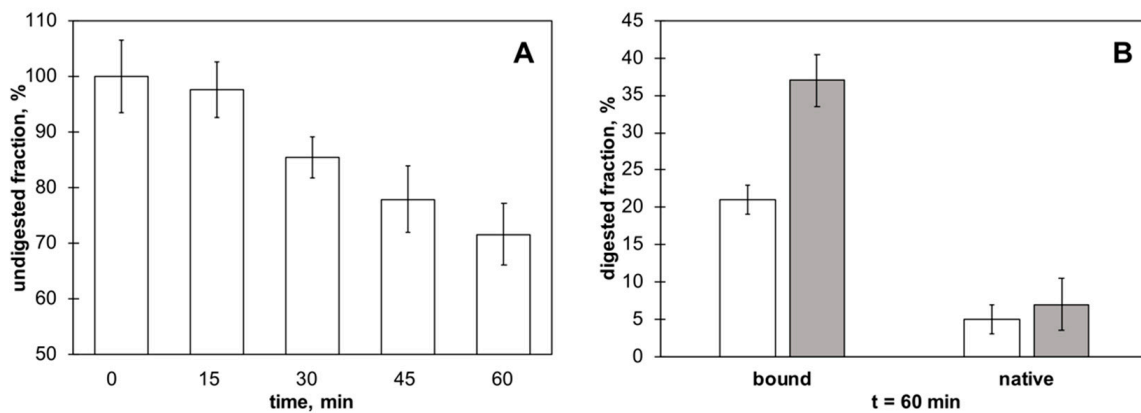 A
undigested fraction, %
110
100
90
80
70
60
50
0 15 30 45 60
time, min
B
digested fraction, %
45
40
35
30
25
20
15
10
5
0
bound native
t = 60 min